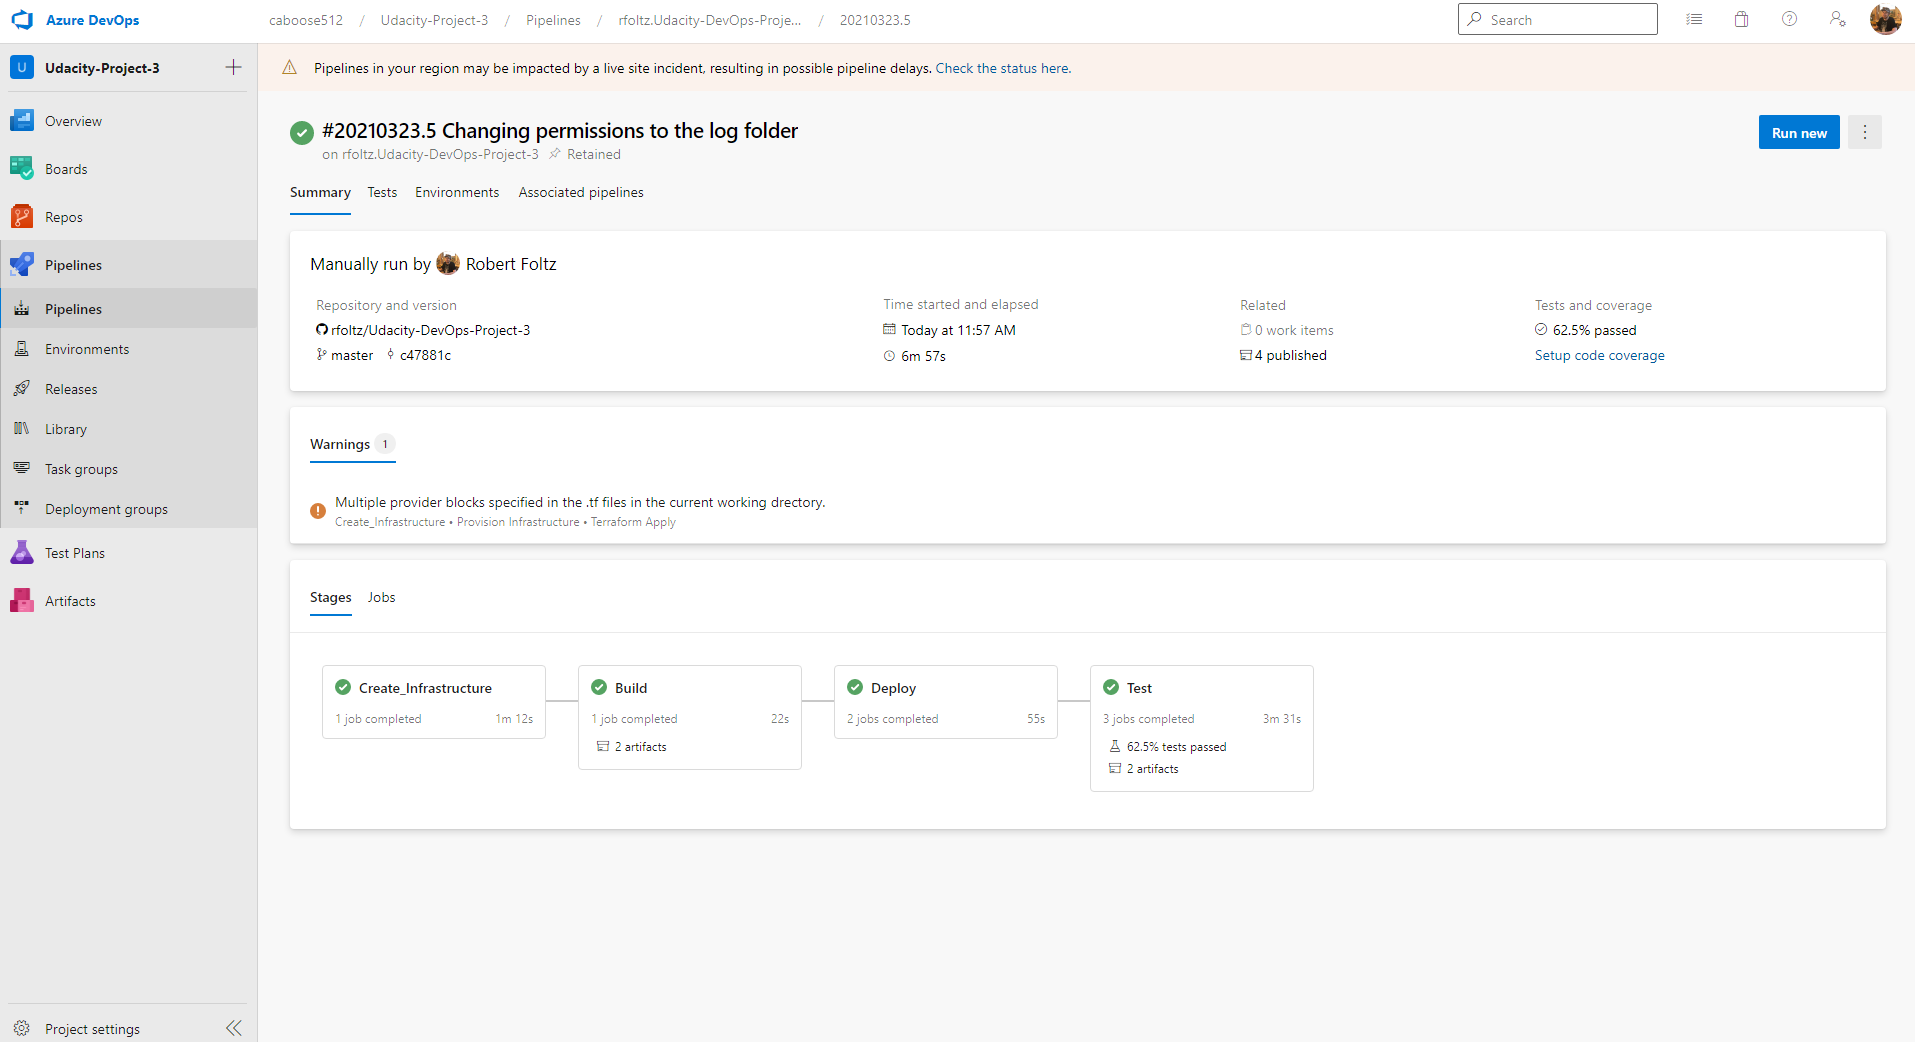 Azure DevOps
caboose512 / Udacity-Project-3 / Pipelines / rfoltz.Udacity-DevOps-Proje... / 20210323.5
Search
U Udacity-Project-3
Overview
Boards
Repos
Pipelines
Pipelines
Environments
Releases
Library
Task groups
Deployment groups
Test Plans
Artifacts
Project settings
Pipelines in your region may be impacted by a live site incident, resulting in possible pipeline delays. Check the status here.
#20210323.5 Changing permissions to the log folder
on rfoltz.Udacity-DevOps-Project-3 Retained
Run new
Summary Tests Environments Associated pipelines
Manually run by Robert Foltz
Repository and version
rfoltz/Udacity-DevOps-Project-3
master c47881c
Time started and elapsed
Today at 11:57 AM
6m 57s
Related
0 work items
4 published
Tests and coverage
62.5% passed
Setup code coverage
Warnings 1
Multiple provider blocks specified in the .tf files in the current working drectory.
Create_Infrastructure • Provision Infrastructure • Terraform Apply
Stages Jobs
Create_Infrastructure
1 job completed 1m 12s
Build
1 job completed 22s
2 artifacts
Deploy
2 jobs completed 55s
Test
3 jobs completed 3m 31s
62.5% tests passed
2 artifacts